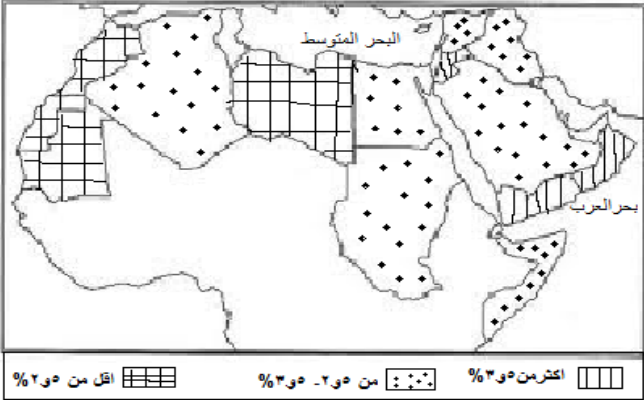 البحر المتوسط
بحر العرب
اكثر من ٥و٣% من ٥و٢- ٥و٣% اقل من ٥و٢%